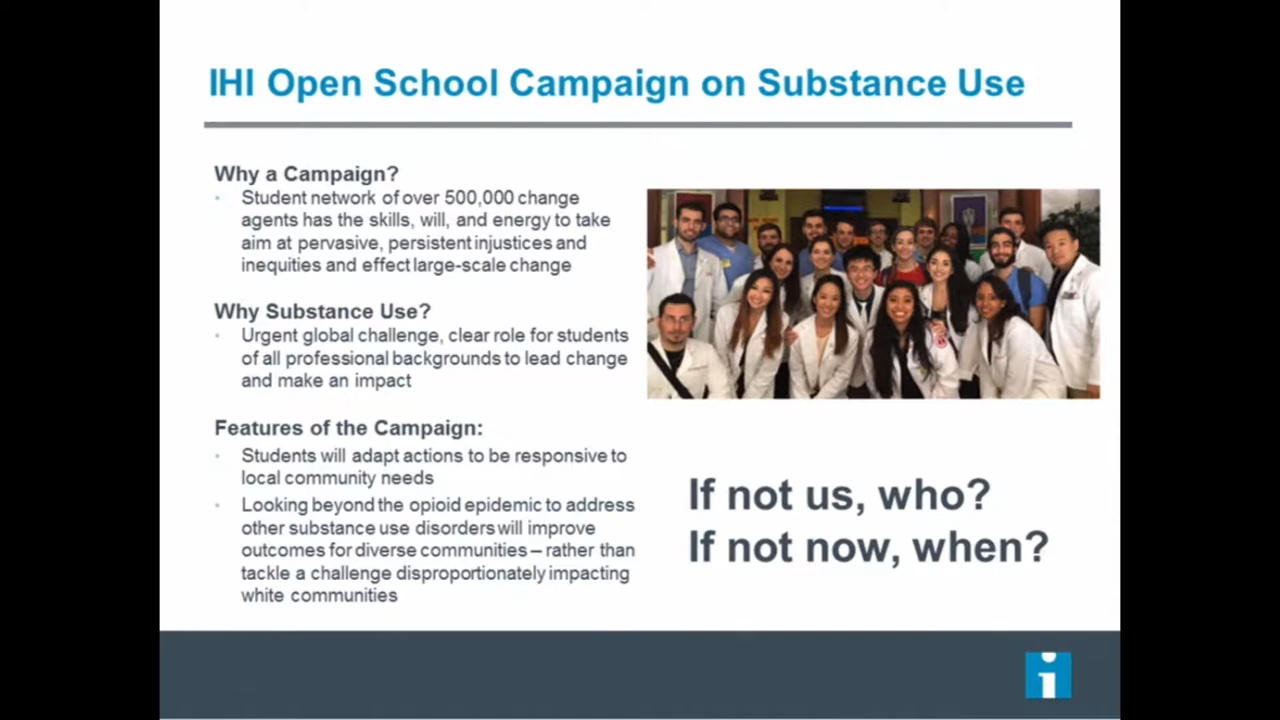 IHI Open School Campaign on Substance Use
Why a Campaign?
Student network of over 500,000 change
agents has the skills, will, and energy to take
aim at pervasive, persistent injustices and
inequities and effect large-scale change
Why Substance Use?
Urgent global challenge, clear role for students
of all professional backgrounds to lead change
and make an impact
Features of the Campaign:
Students will adapt actions to be responsive to
local community needs
Looking beyond the opioid epidemic to address
other substance use disorders will improve
outcomes for diverse communities – rather than
tackle a challenge disproportionately impacting
white communities
If not us, who?
If not now, when?
i